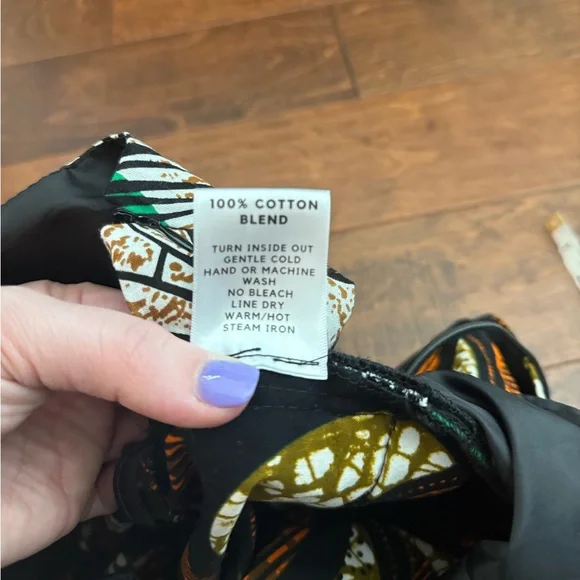 100% COTTON
BLEND
TURN INSIDE OUT
GENTLE COLD
HAND OR MACHINE
WASH
NO BLEACH
LINE DRY
WARM/HOT
STEAM IRON